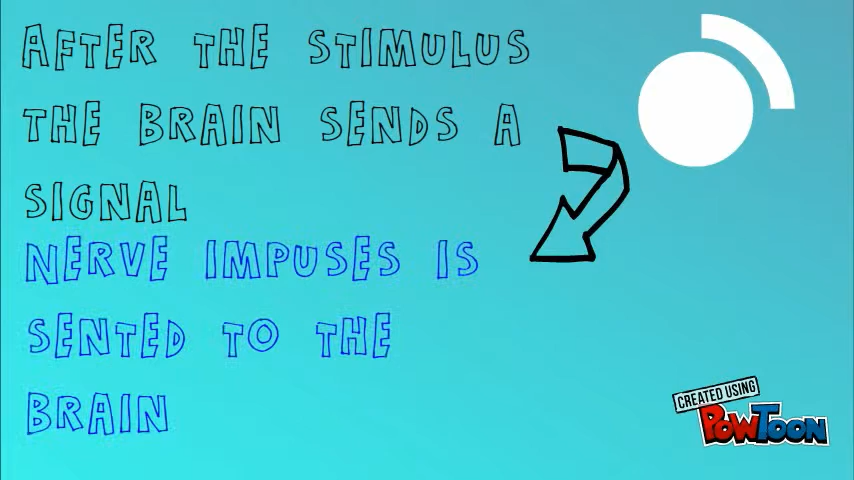 AFTER THE STIMULUS
THE BRAIN SENDS A
SIGNAL
NERVE IMPUSES IS
SENTED TO THE
BRAIN
CREATED USING
POWTOON